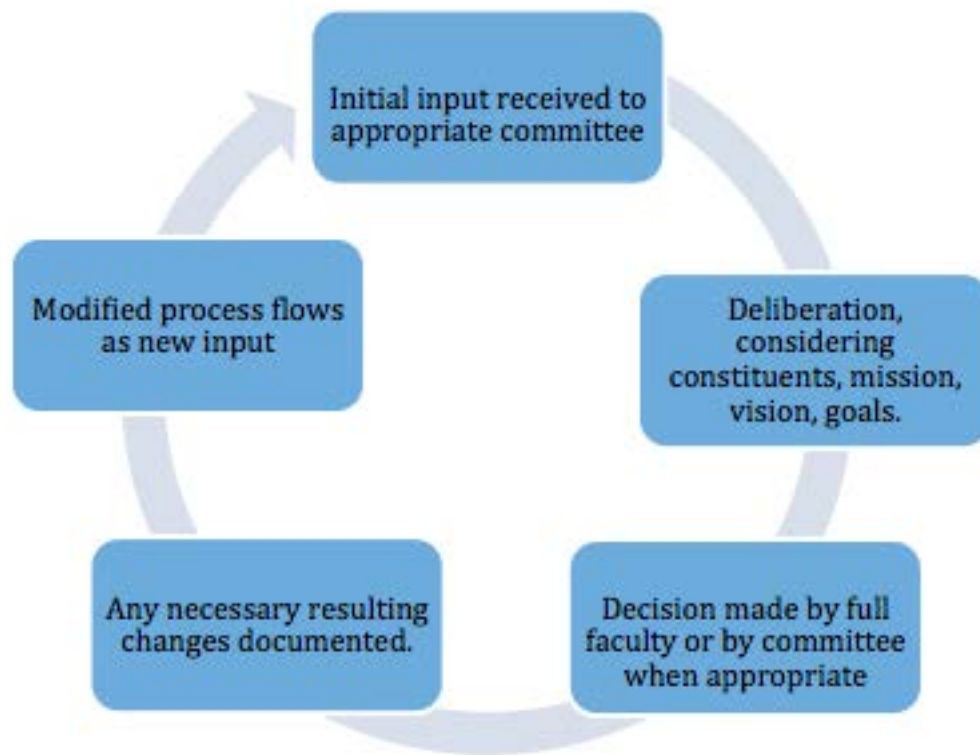 Initial input received to
appropriate committee
Deliberation,
considering
constituents, mission,
vision, goals.
Decision made by full
faculty or by committee
when appropriate
Any necessary resulting
changes documented.
Modified process flows
as new input